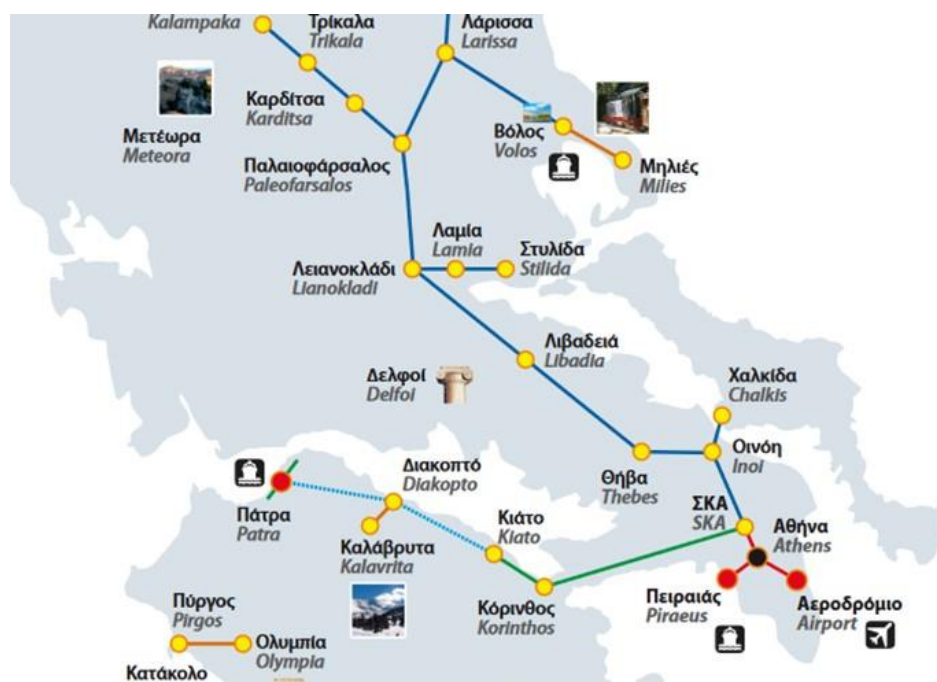 Kalampaka
Τρίκαλα
Trikala
Λάρισσα
Larissa
Καρδίτσα
Karditsa
Μετέωρα
Meteora
Παλαιοφάρσαλος
Paleofarsalos
Βόλος
Volos
Μηλιές
Milies
Λαμία
Lamia
Στυλίδα
Stilida
Λειανοκλάδι
Lianokladi
Λιβαδειά
Libadia
Δελφοί
Delfoi
Χαλκίδα
Chalkis
Οινόη
Inoi
Θήβα
Thebes
Διακοπτό
Diakopto
ΣΚΑ
SKA
Αθήνα
Athens
Πάτρα
Patra
Κιάτο
Kiato
Καλάβρυτα
Kalavrita
Κόρινθος
Korinthos
Πειραιάς
Piraeus
Αεροδρόμιο
Airport
Πύργος
Pirgos
Ολυμπία
Olympia
Κατάκολο